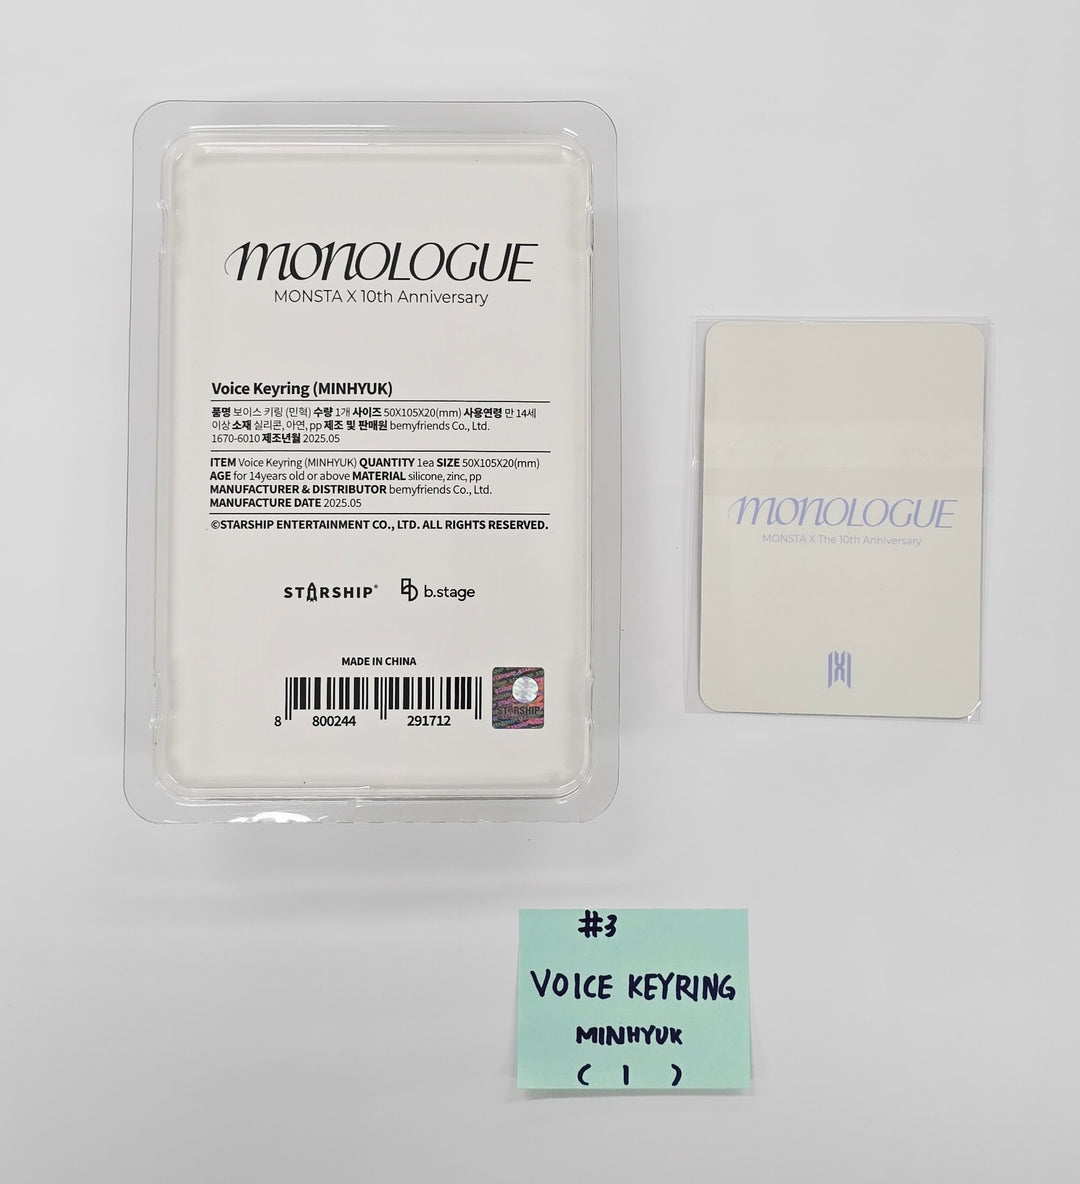 MONOLOGUE
MONSTA X 10th Anniversary
Voice Keyring (MINHYUK)
품명 보이스 키링 (민혁) 수량 1개 사이즈 50X105X20(mm) 사용연령 만 14세
이상 소재 실리콘, 아연, pp 제조 및 판매원 bemyfriends Co., Ltd.
1670-6010 제조년월 2025.05
ITEM Voice Keyring (MINHYUK) QUANTITY 1ea SIZE 50X105X20(mm)
AGE for 14years old or above MATERIAL silicone, zinc, pp
MANUFACTURER & DISTRIBUTOR bemyfriends Co., Ltd.
MANUFACTURE DATE 2025.05
©STARSHIP ENTERTAINMENT CO., LTD. ALL RIGHTS RESERVED.
STARSHIP b.stage
MADE IN CHINA
8 800244 291712
STARSHIP
MONOLOGUE
MONSTA X The 10th Anniversary
#3
VOICE KEYRING
MINHYUK
( 1 )